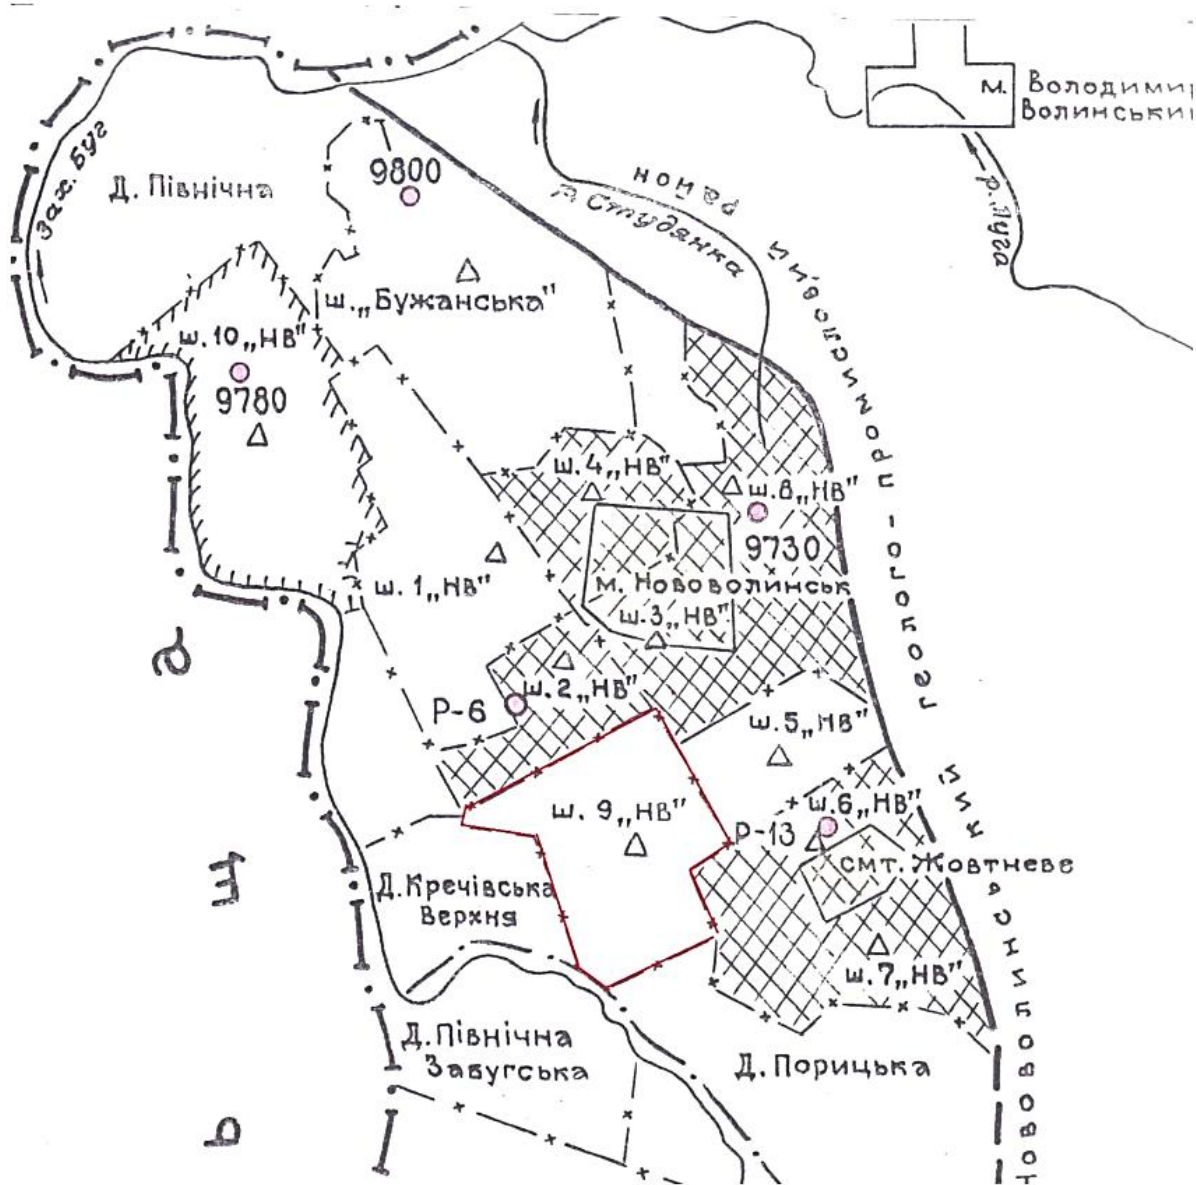 м. Володимир
Волинський
Зах. Буг
9800
район
Д. Північна
р. Студянка
р. Луга
ш. „Бужанська"
ш. 10 „НВ"
9780
ш. 4 „НВ"
ш. 8 „НВ"
9730
м. Нововолинськ
ш. 1 „НВ"
ш. 3 „НВ"
ш. 2 „НВ"
Р-6
ш. 5 „НВ"
ш. 9 „НВ"
ш. 6 „НВ"
Р-13
смт. Жовтневе
Д. Кречівська
Верхня
ш. 7 „НВ"
Д. Північна
Забугська
Д. Порицька
геолого-промисловий